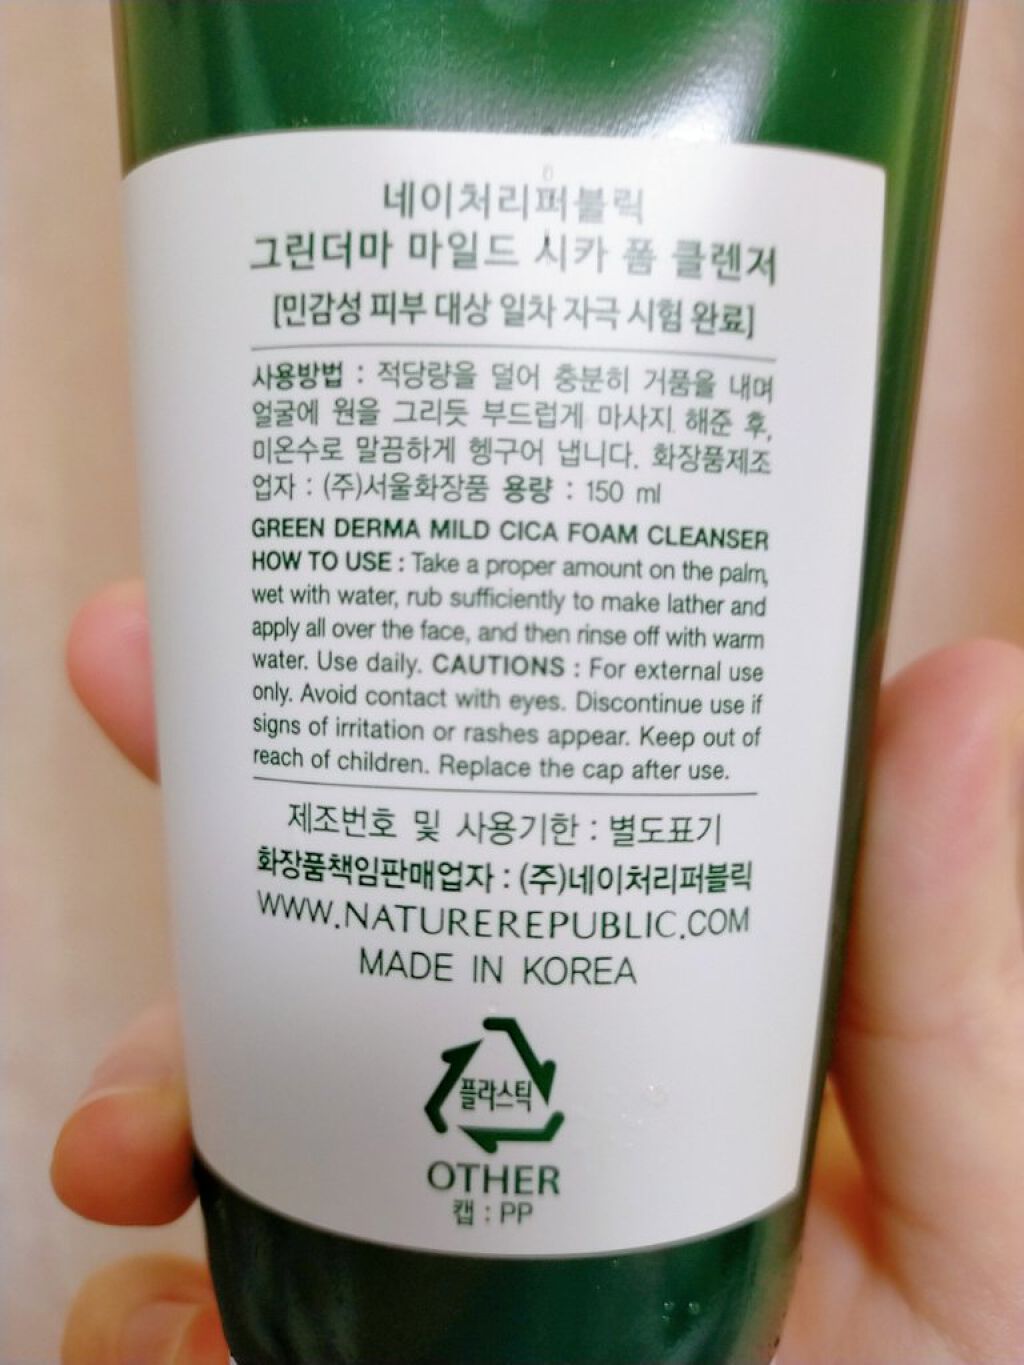 네이처리퍼블릭
그린더마 마일드 시카 폼 클렌저
[민감성 피부 대상 일차 자극 시험 완료]
사용방법 : 적당량을 덜어 충분히 거품을 내며
얼굴에 원을 그리듯 부드럽게 마사지 해준 후,
미온수로 말끔하게 헹구어 냅니다. 화장품제조
업자 : (주)서울화장품 용량 : 150 ml
GREEN DERMA MILD CICA FOAM CLEANSER
HOW TO USE : Take a proper amount on the palm,
wet with water, rub sufficiently to make lather and
apply all over the face, and then rinse off with warm
water. Use daily. CAUTIONS : For external use
only. Avoid contact with eyes. Discontinue use if
signs of irritation or rashes appear. Keep out of
reach of children. Replace the cap after use.
제조번호 및 사용기한 : 별도표기
화장품책임판매업자 : (주)네이처리퍼블릭
WWW.NATUREREPUBLIC.COM
MADE IN KOREA
플라스틱
OTHER
캡 : PP